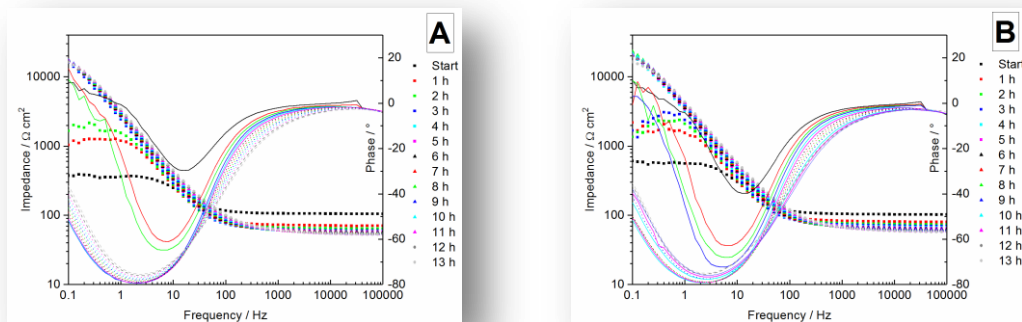 A
Impedance / Ω cm²
10000
1000
100
10
20
0
-20
-40
-60
-80
Phase / °
0.1 1 10 100 1000 10000 100000
Frequency / Hz
Start
1 h
2 h
3 h
4 h
5 h
6 h
7 h
8 h
9 h
10 h
11 h
12 h
13 h
B
Impedance / Ω cm²
10000
1000
100
10
20
0
-20
-40
-60
-80
Phase / °
0.1 1 10 100 1000 10000 100000
Frequency / Hz
Start
1 h
2 h
3 h
4 h
5 h
6 h
7 h
8 h
9 h
10 h
11 h
12 h
13 h